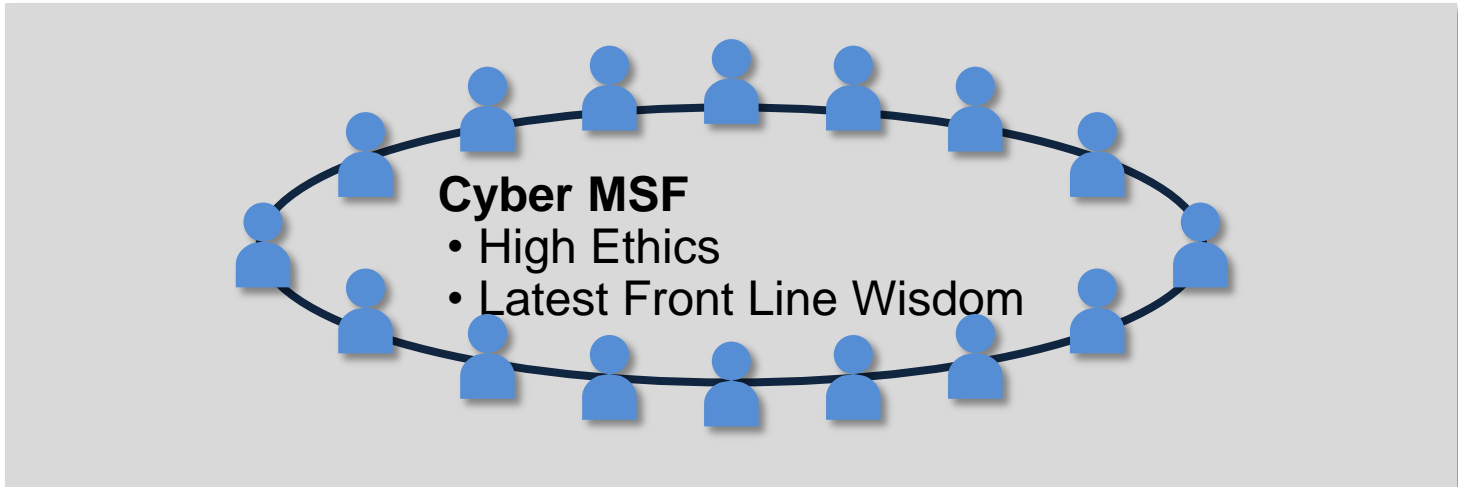 Cyber MSF
• High Ethics
• Latest Front Line Wisdom